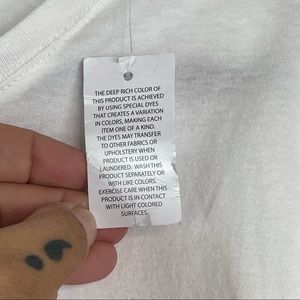 THE DEEP RICH COLOR OF
THIS PRODUCT IS ACHIEVED
BY USING SPECIAL DYES
THAT CREATES A VARIATION
IN COLORS, MAKING EACH
ITEM ONE OF A KIND.
THE DYES MAY TRANSFER
TO OTHER FABRICS OR
UPHOLSTERY WHEN
PRODUCT IS USED OR
LAUNDERED. WASH THIS
PRODUCT SEPARATELY OR
WITH LIKE COLORS.
EXERCISE CARE WHEN THIS
PRODUCT IS IN CONTACT
WITH LIGHT COLORED
SURFACES.